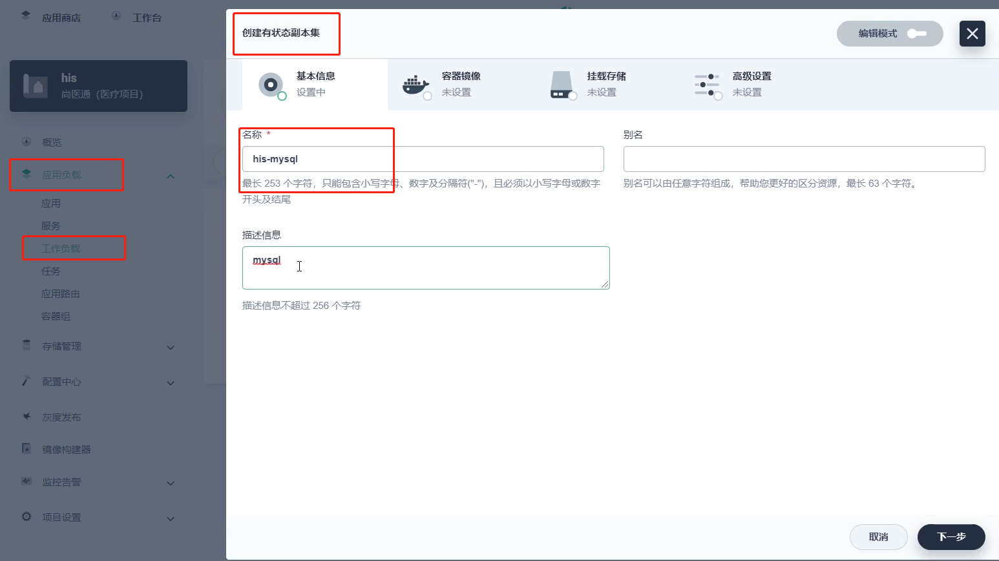 应用商店
工作台
his
尚医通（医疗项目）
概览
应用负载
应用
服务
工作负载
任务
应用路由
容器组
存储管理
配置中心
灰度发布
镜像构建器
监控告警
项目设置
创建有状态副本集
编辑模式
基本信息
设置中
容器镜像
未设置
挂载存储
未设置
高级设置
未设置
名称 *
his-mysql
最长 253 个字符，只能包含小写字母、数字及分隔符("-")，且必须以小写字母或数字
开头及结尾
别名
别名可以由任意字符组成，帮助您更好的区分资源，最长 63 个字符。
描述信息
mysql
描述信息不超过 256 个字符
取消
下一步